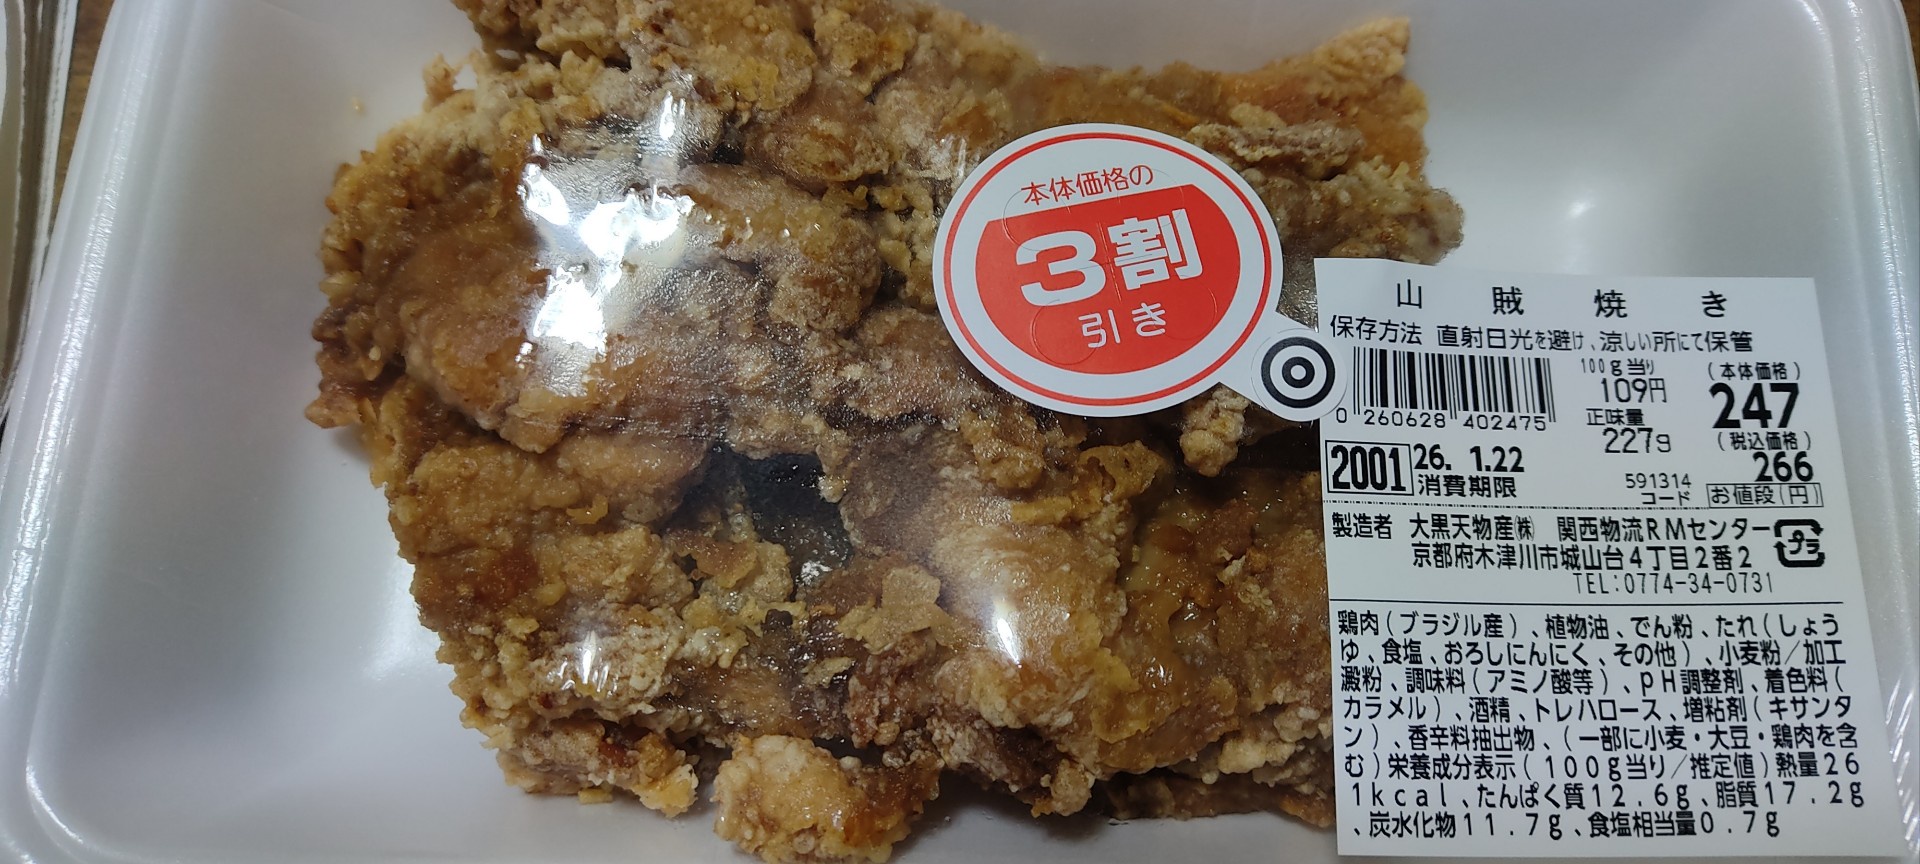 本体価格の
3割
引き
山賊焼き
保存方法 直射日光を避け、涼しい所にて保管
100g当り
109円
(本体価格)
247
0 260628 402475
正味量
227g
(税込価格)
266
2001 26. 1.22
消費期限
591314
コード
お値段(円)
製造者 大黒天物産㈱ 関西物流RMセンター
プラ
京都府木津川市城山台4丁目2番2
TEL:0774-34-0731
鶏肉(ブラジル産)、植物油、でん粉、たれ(しょう
ゆ、食塩、おろしにんにく、その他)、小麦粉/加工
澱粉、調味料(アミノ酸等)、pH調整剤、着色料(
カラメル)、酒精、トレハロース、増粘剤(キサンタ
ン)、香辛料抽出物、(一部に小麦・大豆・鶏肉を含
む)栄養成分表示(100g当り/推定値)熱量26
1kcal、たんぱく質12.6g、脂質17.2g
、炭水化物11.7g、食塩相当量0.7g